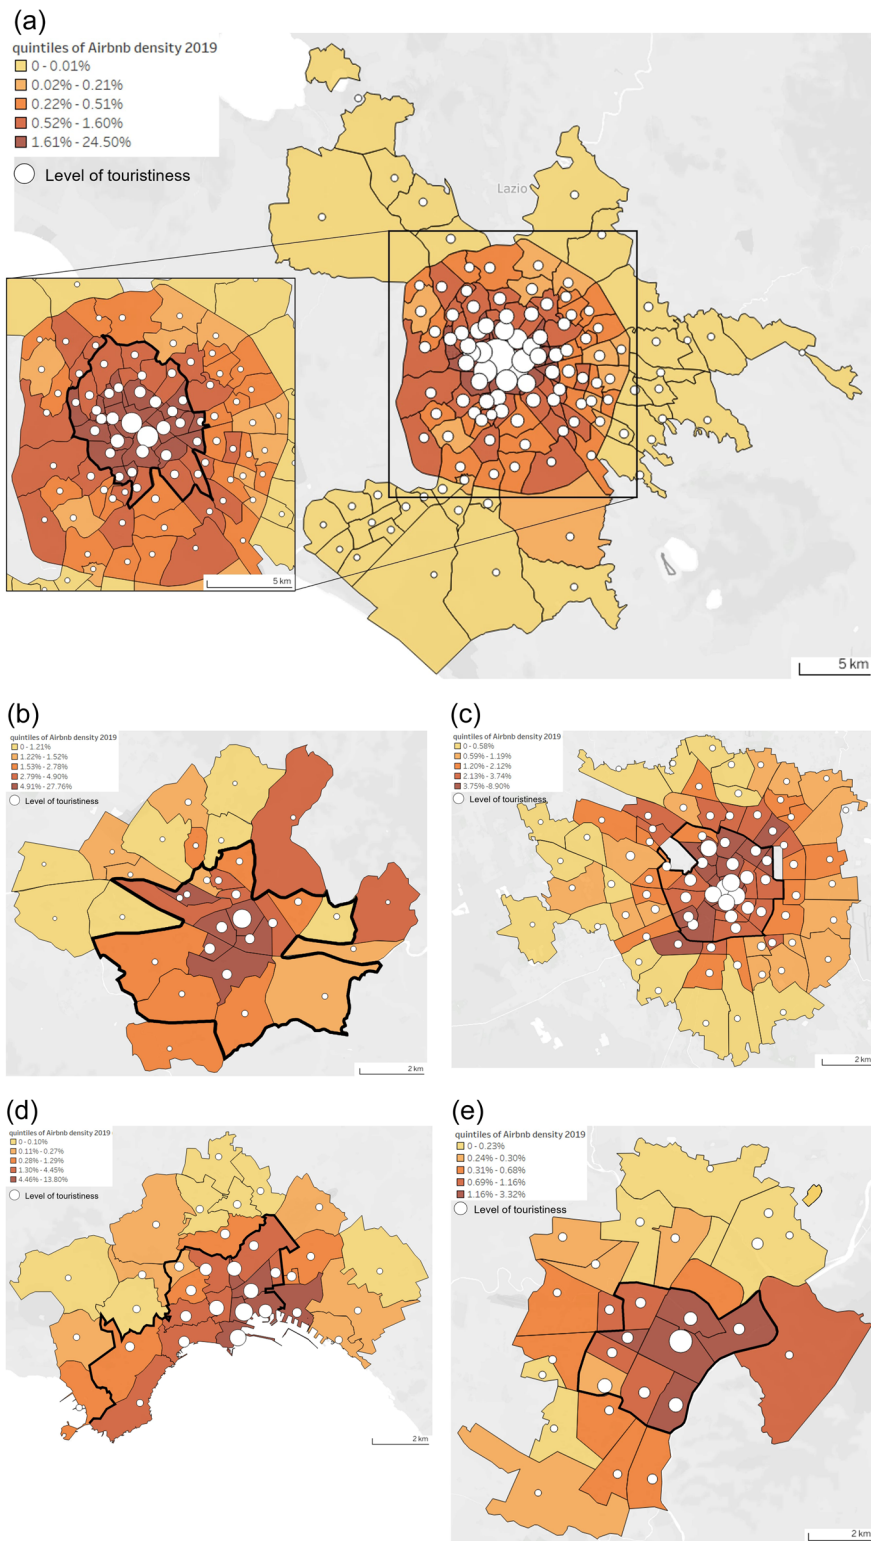 (a)
quintiles of Airbnb density 2019
0 - 0.01%
0.02% - 0.21%
0.22% - 0.51%
0.52% - 1.60%
1.61% - 24.50%
Level of touristiness
Lazio
5 km
5 km
(b)
quintiles of Airbnb density 2019
0 - 1.21%
1.22% - 1.52%
1.53% - 2.78%
2.79% - 4.90%
4.91% - 27.76%
Level of touristiness
2 km
(c)
quintiles of Airbnb density 2019
0 - 0.58%
0.59% - 1.19%
1.20% - 2.12%
2.13% - 3.74%
3.75% -8.90%
Level of touristiness
2 km
(d)
quintiles of Airbnb density 2019
0 - 0.10%
0.11% - 0.27%
0.28% - 1.29%
1.30% - 4.45%
4.46% - 13.80%
Level of touristiness
2 km
(e)
quintiles of Airbnb density 2019
0 - 0.23%
0.24% - 0.30%
0.31% - 0.68%
0.69% - 1.16%
1.16% - 3.32%
Level of touristiness
2 km